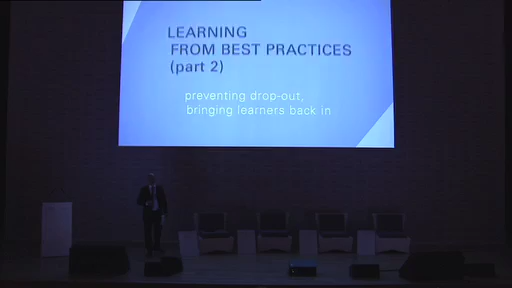 LEARNING
FROM BEST PRACTICES
(part 2)
preventing drop-out,
bringing learners back in